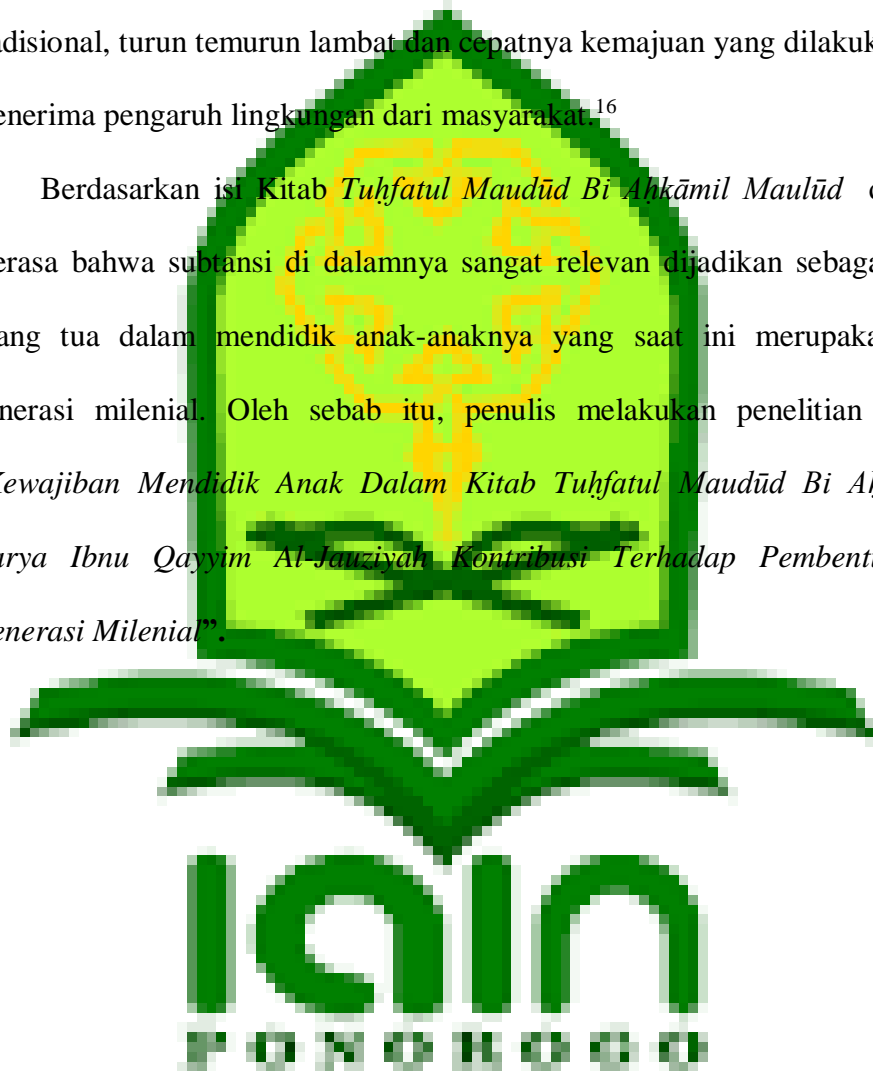 adisional, turun temurun lambat dan cepatnya kemajuan yang dilakuk
enerima pengaruh lingkungan dari masyarakat.16
Berdasarkan isi Kitab Tuḥfatul Maudūd Bi Aḥkāmil Maulūd
erasa bahwa subtansi di dalamnya sangat relevan dijadikan sebaga
ang tua dalam mendidik anak-anaknya yang saat ini merupaka
enerasi milenial. Oleh sebab itu, penulis melakukan penelitian
Kewajiban Mendidik Anak Dalam Kitab Tuḥfatul Maudūd Bi Aḥ
arya Ibnu Qayyim Al-Jauziyah Kontribusi Terhadap Pembent
enerasi Milenial”.
IAIN
PONOROGO